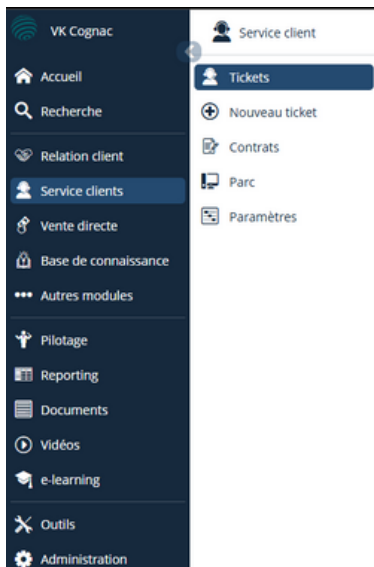 VK Cognac
Accueil
Recherche
Relation client
Service clients
Vente directe
Base de connaissance
Autres modules
Pilotage
Reporting
Documents
Vidéos
e-learning
Outils
Administration
Service client
Tickets
Nouveau ticket
Contrats
Parc
Paramètres